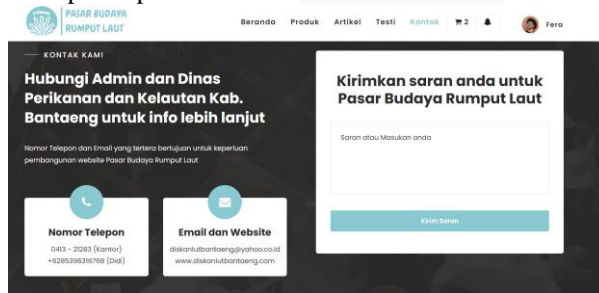 PASAR BUDAYA
RUMPUT LAUT
Beranda Produk Artikel Testi Kontak 2 Fera
KONTAK KAMI
Hubungi Admin dan Dinas
Perikanan dan Kelautan Kab.
Bantaeng untuk info lebih lanjut
Nomor Telepon dan Email yang tertera bertujuan untuk keperluan
pembangunan website Pasar Budaya Rumput Laut
Nomor Telepon
0413 - 21283 (Kantor)
+6285396316768 (Didi)
Email dan Website
diskanlutbantaeng@yahoo.co.id
www.diskanlutbantaeng.com
Kirimkan saran anda untuk
Pasar Budaya Rumput Laut
Saran atau Masukan anda
Kirim Saran